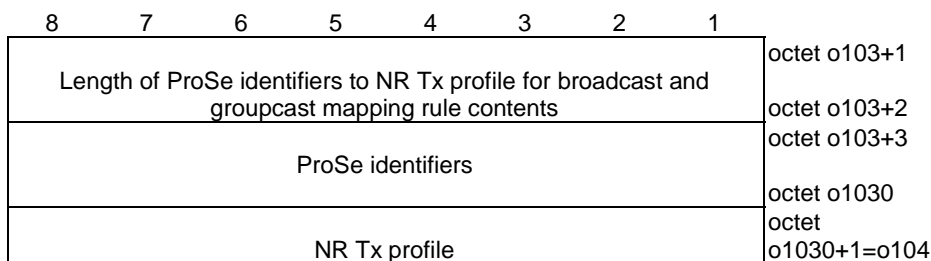 8 7 6 5 4 3 2 1
octet o103+1
Length of ProSe identifiers to NR Tx profile for broadcast and
groupcast mapping rule contents
octet o103+2
octet o103+3
ProSe identifiers
octet o1030
octet
NR Tx profile
o1030+1=o104